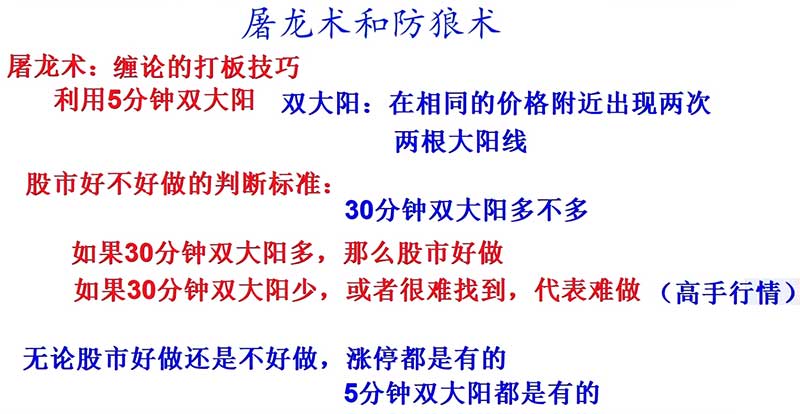 屠龙术和防狼术
屠龙术：缠论的打板技巧
利用5分钟双大阳 双大阳：在相同的价格附近出现两次
两根大阳线
股市好不好做的判断标准：
30分钟双大阳多不多
如果30分钟双大阳多，那么股市好做
如果30分钟双大阳少，或者很难找到，代表难做（高手行情）
无论股市好做还是不好做，涨停都是有的
5分钟双大阳都是有的